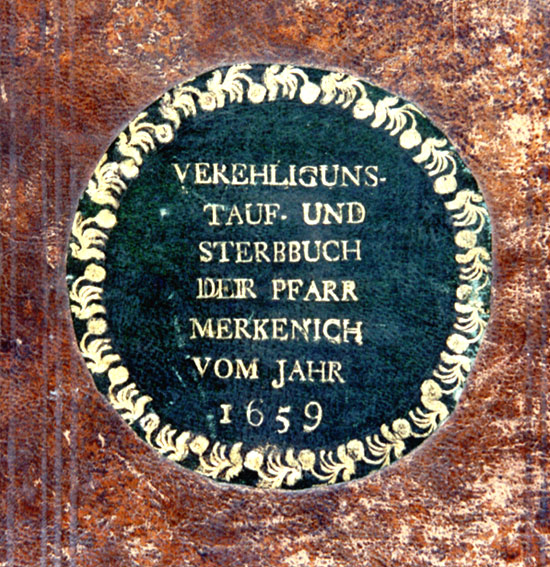 VEREHLIGUNS-
TAUF- UND
STERBBUCH
DER PFARR
MERKENICH
VOM JAHR
1659